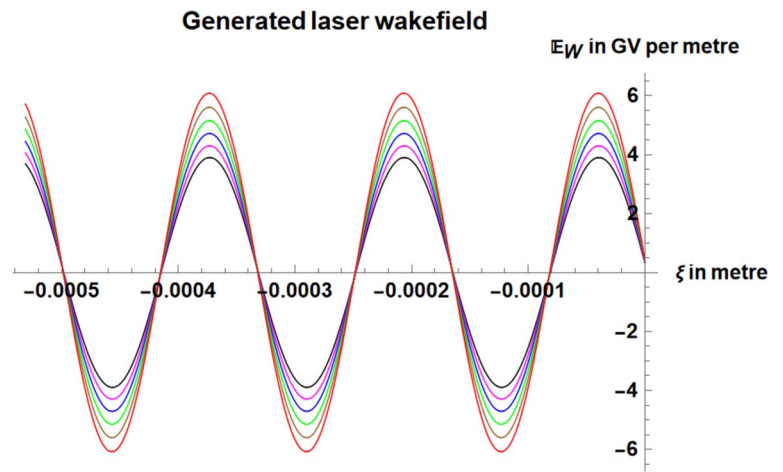 Generated laser wakefield
𝔼W in GV per metre
6
4
2
−0.0005 −0.0004 −0.0003 −0.0002 −0.0001
ξ in metre
−2
−4
−6